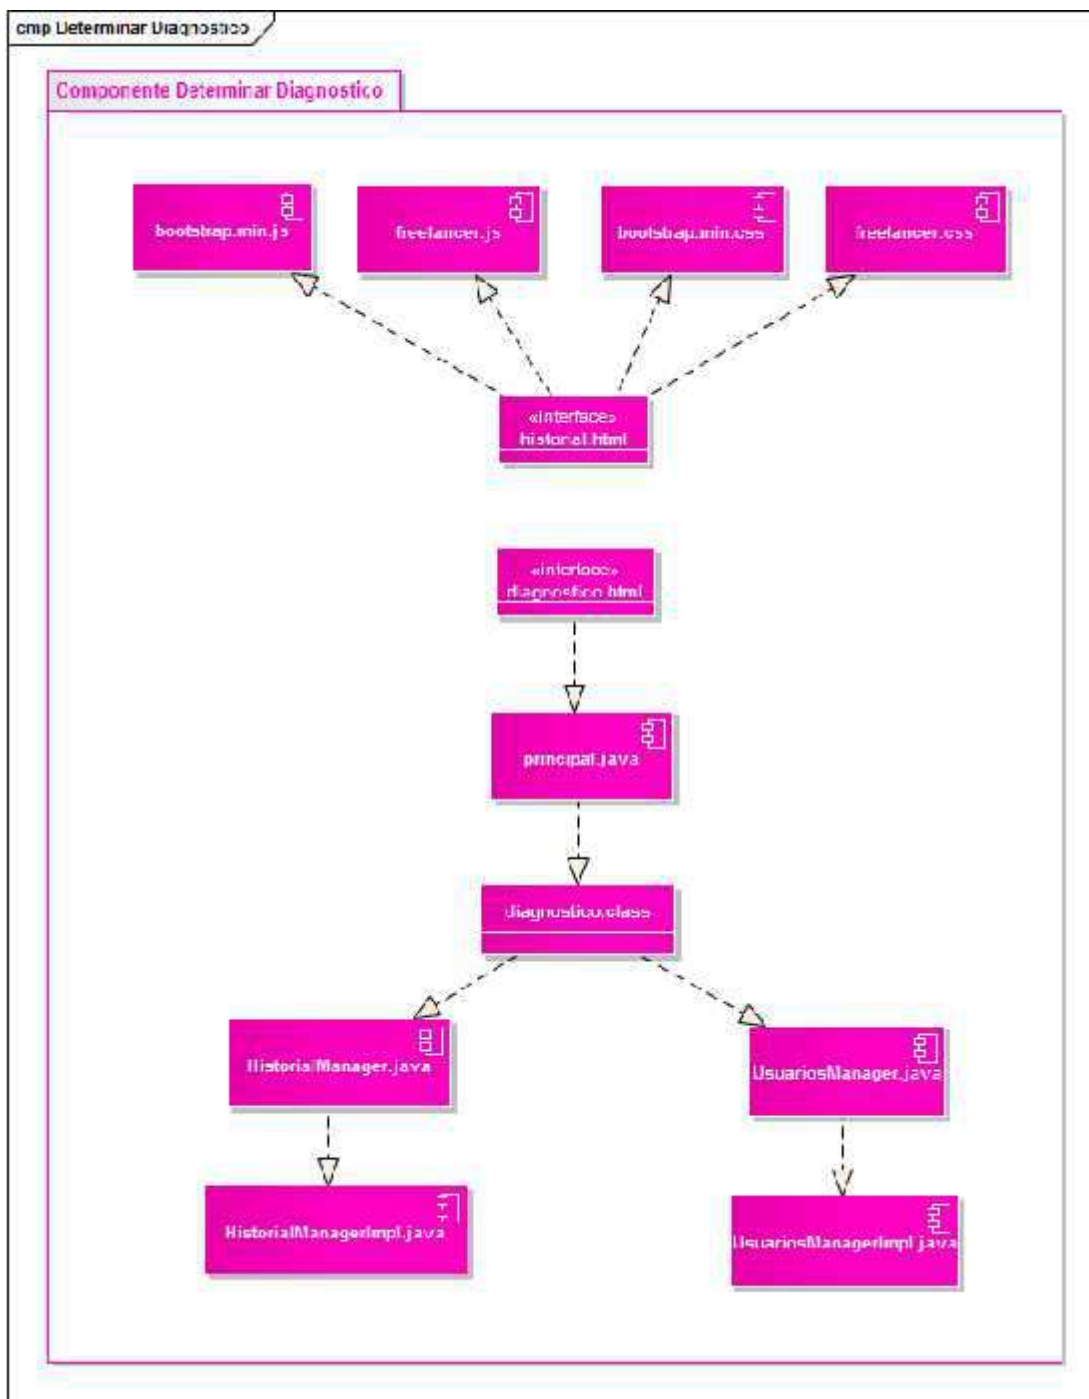 cmp Determinar Diagnostico
Componente Determinar Diagnostico
bootstrap.min.js
freelancer.js
bootstrap.min.css
freelancer.css
«interface»
historial.html
«interface»
diagnostico.html
principal.java
diagnostico.class
HistorialManager.java
UsuariosManager.java
HistorialManagerImpl.java
UsuariosManagerImpl.java